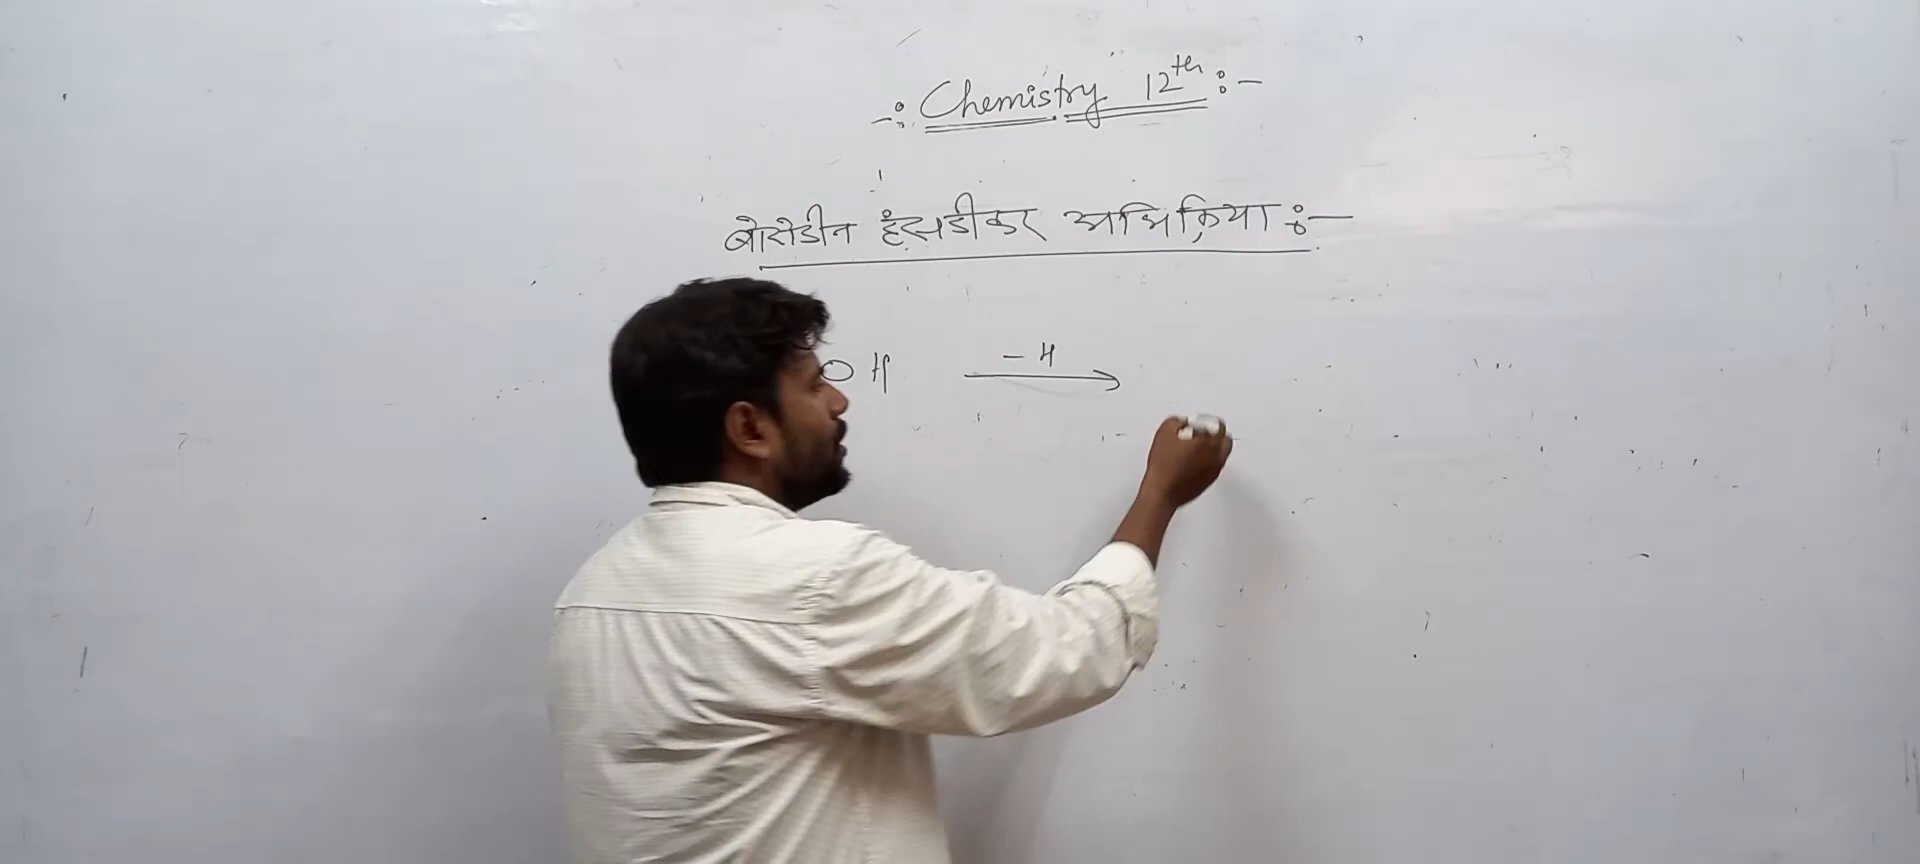 -: Chemistry 12th :-
बोरोडीन हंसडीकर अभिक्रिया :-
OH - H →